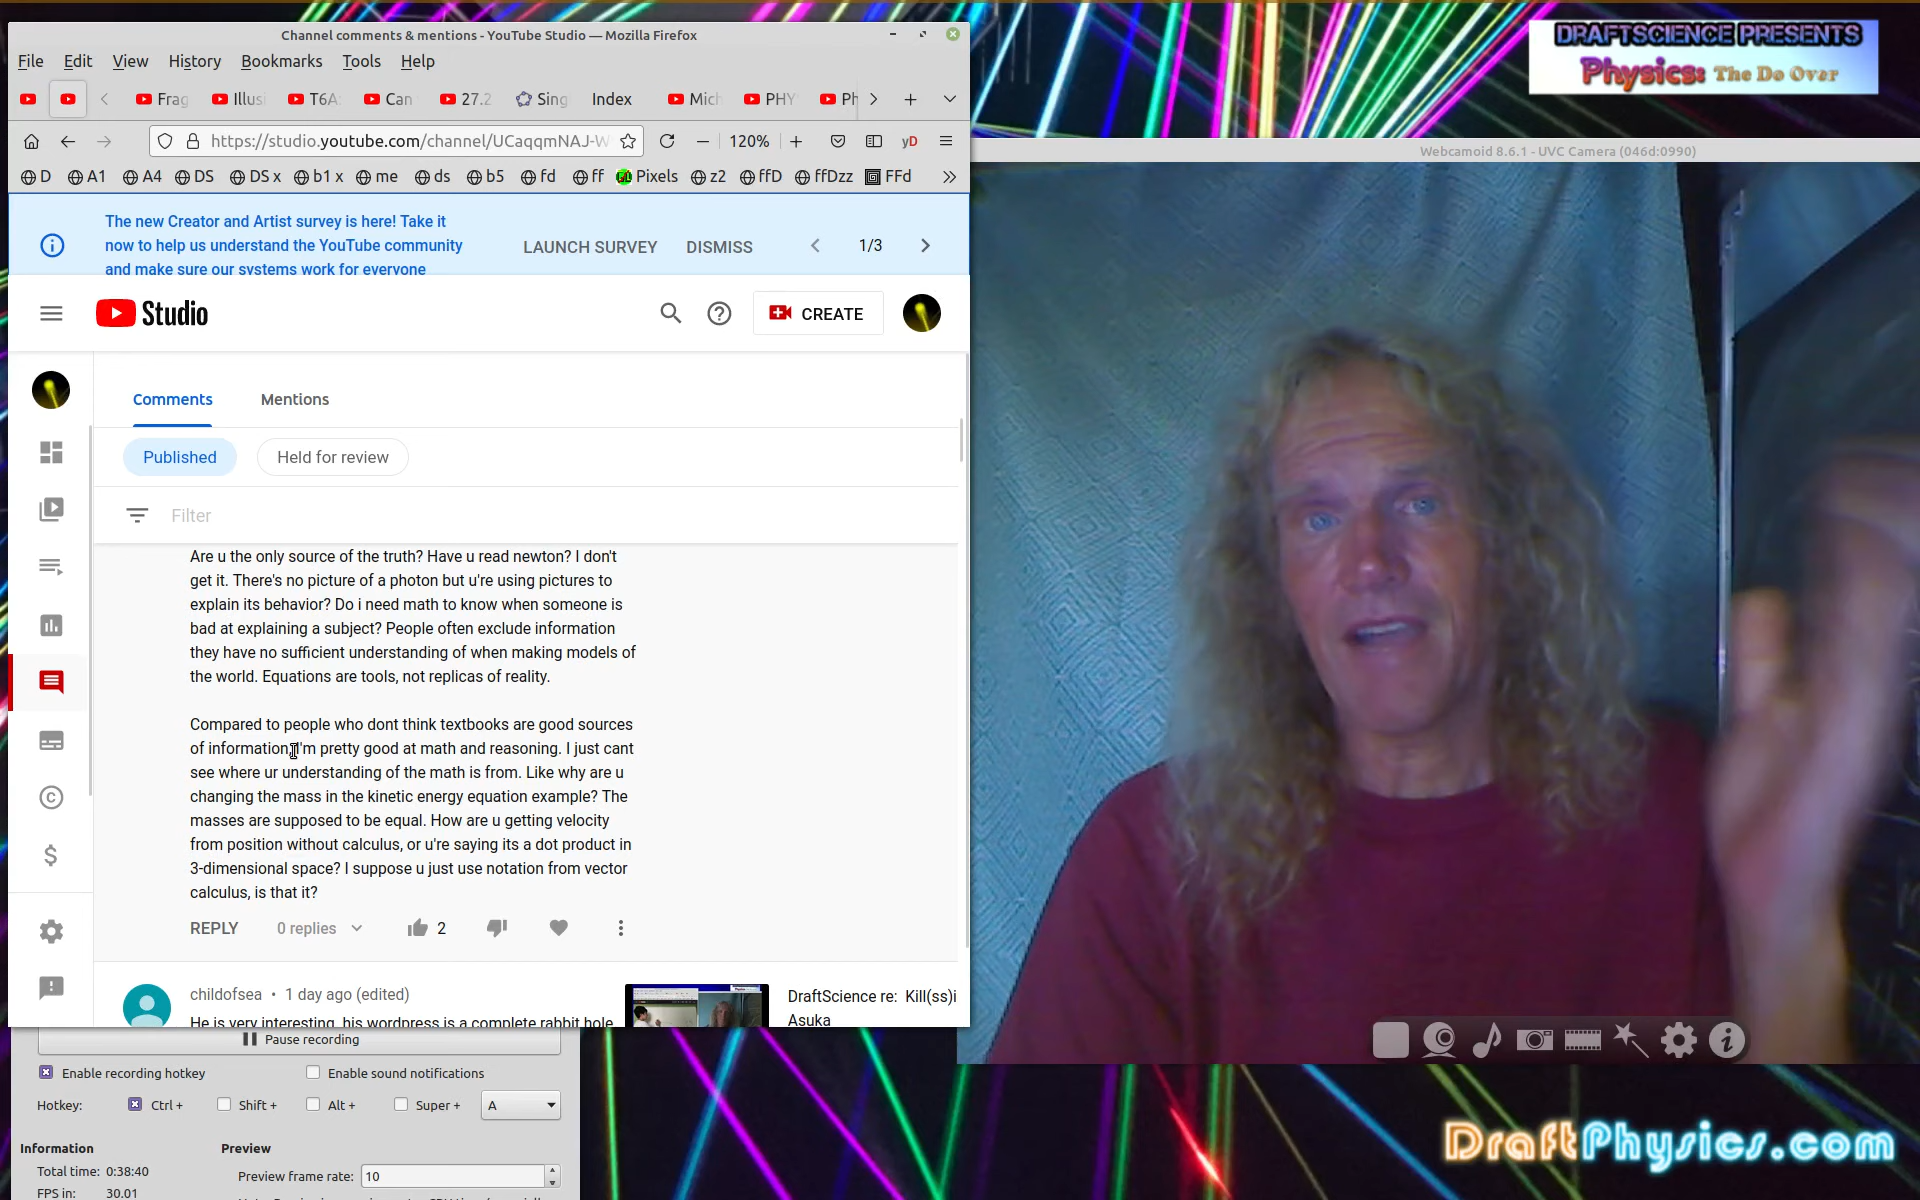 Channel comments & mentions - YouTube Studio — Mozilla Firefox
File Edit View History Bookmarks Tools Help
Frag Illus T6A Can 27.2 Sing Index Mich PHY Ph
https://studio.youtube.com/channel/UCaqqmNAJ-W 120% yD
D A1 A4 DS DS x b1 x me ds b5 fd ff Pixels z2 ffD ffDzz FFd
The new Creator and Artist survey is here! Take it
now to help us understand the YouTube community
and make sure our systems work for everyone
LAUNCH SURVEY DISMISS 1/3
Studio CREATE
Comments Mentions
Published Held for review
Filter
Are u the only source of the truth? Have u read newton? I don't
get it. There's no picture of a photon but u're using pictures to
explain its behavior? Do i need math to know when someone is
bad at explaining a subject? People often exclude information
they have no sufficient understanding of when making models of
the world. Equations are tools, not replicas of reality.
Compared to people who dont think textbooks are good sources
of information, I'm pretty good at math and reasoning. I just cant
see where ur understanding of the math is from. Like why are u
changing the mass in the kinetic energy equation example? The
masses are supposed to be equal. How are u getting velocity
from position without calculus, or u're saying its a dot product in
3-dimensional space? I suppose u just use notation from vector
calculus, is that it?
REPLY 0 replies 2
childofsea • 1 day ago (edited)
He is very interesting, his wordpress is a complete rabbit hole
DraftScience re: Kill(ss)i
Asuka
Pause recording
Enable recording hotkey Enable sound notifications
Hotkey: Ctrl + Shift + Alt + Super + A
Information Preview
Total time: 0:38:40
Preview frame rate: 10
FPS in: 30.01
DRAFTSCIENCE PRESENTS
Physics: The Do Over
Webcamoid 8.6.1 - UVC Camera (046d:0990)
DraftPhysics.com